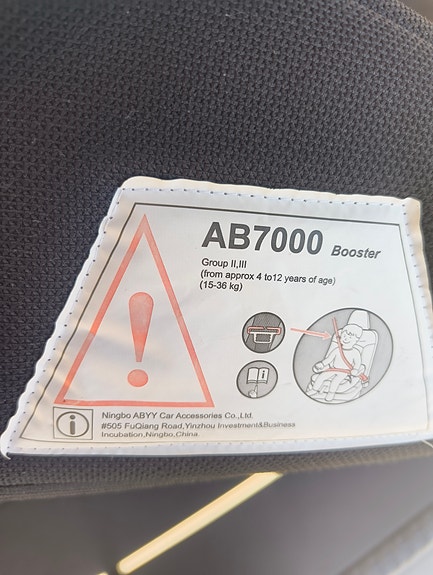 AB7000 Booster
Group II,III
(from approx 4 to12 years of age)
(15-36 kg)
Ningbo ABYY Car Accessories Co.,Ltd.
#505 FuQiang Road,Yinzhou Investment&Business
Incubation,Ningbo,China.